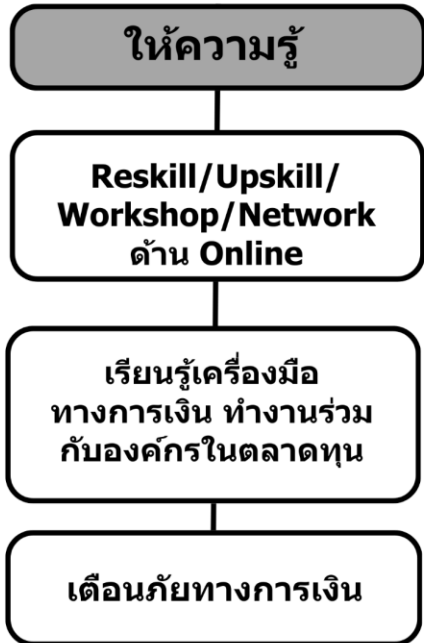 ให้ความรู้
Reskill/Upskill/
Workshop/Network
ด้าน Online
เรียนรู้เครื่องมือ
ทางการเงิน ทำงานร่วม
กับองค์กรในตลาดทุน
เตือนภัยทางการเงิน